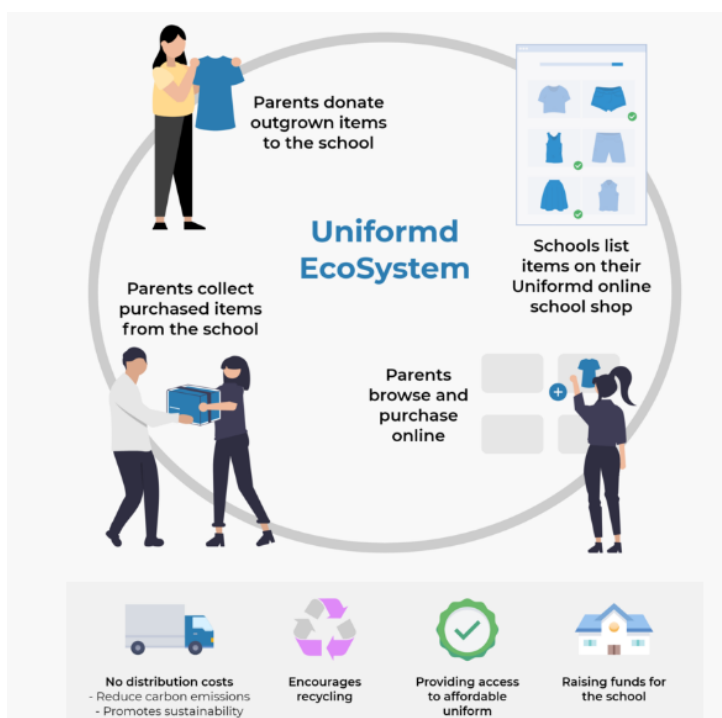 Parents donate
outgrown items
to the school
Uniformd
EcoSystem
Schools list
items on their
Uniformd online
school shop
Parents collect
purchased items
from the school
Parents
browse and
purchase
online
No distribution costs
- Reduce carbon emissions
- Promotes sustainability
Encourages
recycling
Providing access
to affordable
uniform
Raising funds for
the school